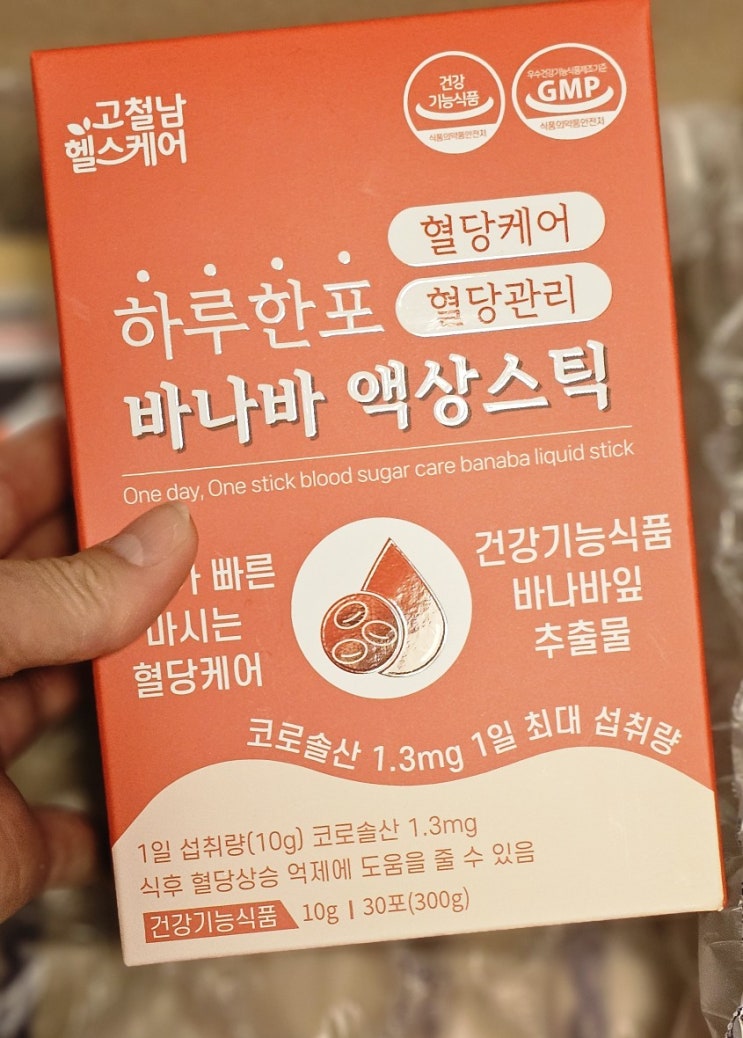 고철남
헬스케어
건강
기능식품
식품의약품안전처
우수건강기능식품제조기준
GMP
식품의약품안전처
혈당케어
혈당관리
하루한포
바나바 액상스틱
One day, One stick blood sugar care banaba liquid stick
빠른
마시는
혈당케어
건강기능식품
바나바잎
추출물
코로솔산 1.3mg 1일 최대 섭취량
1일 섭취량(10g) 코로솔산 1.3mg
식후 혈당상승 억제에 도움을 줄 수 있음
건강기능식품 10g | 30포(300g)